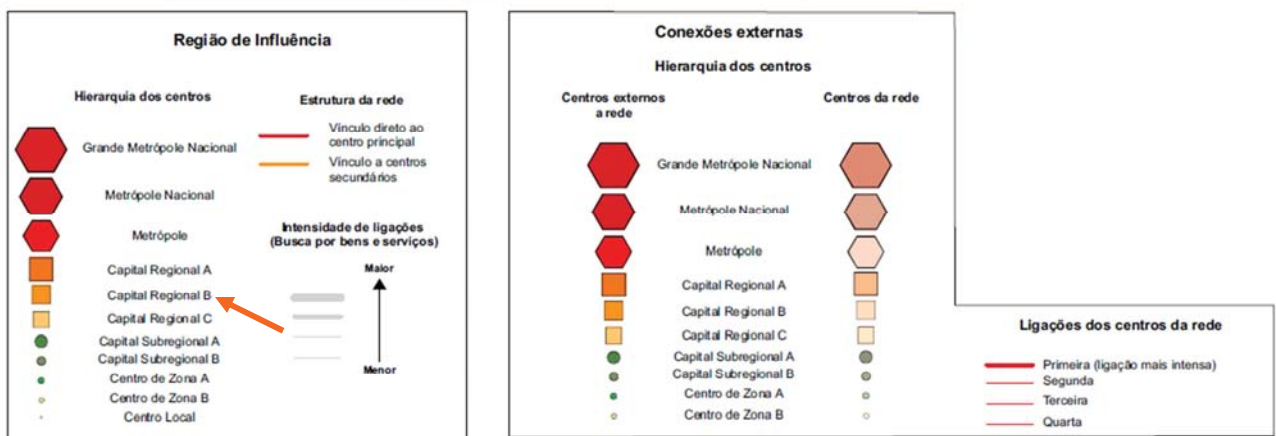 Região de Influência
Hierarquia dos centros
Grande Metrópole Nacional
Metrópole Nacional
Metrópole
Capital Regional A
Capital Regional B
Capital Regional C
Capital Subregional A
Capital Subregional B
Centro de Zona A
Centro de Zona B
Centro Local
Estrutura da rede
Vínculo direto ao
centro principal
Vínculo a centros
secundários
Intensidade de ligações
(Busca por bens e serviços)
Maior
Menor
Conexões externas
Hierarquia dos centros
Centros externos
a rede
Centros da rede
Grande Metrópole Nacional
Metrópole Nacional
Metrópole
Capital Regional A
Capital Regional B
Capital Regional C
Capital Subregional A
Capital Subregional B
Centro de Zona A
Centro de Zona B
Ligações dos centros da rede
Primeira (ligação mais intensa)
Segunda
Terceira
Quarta